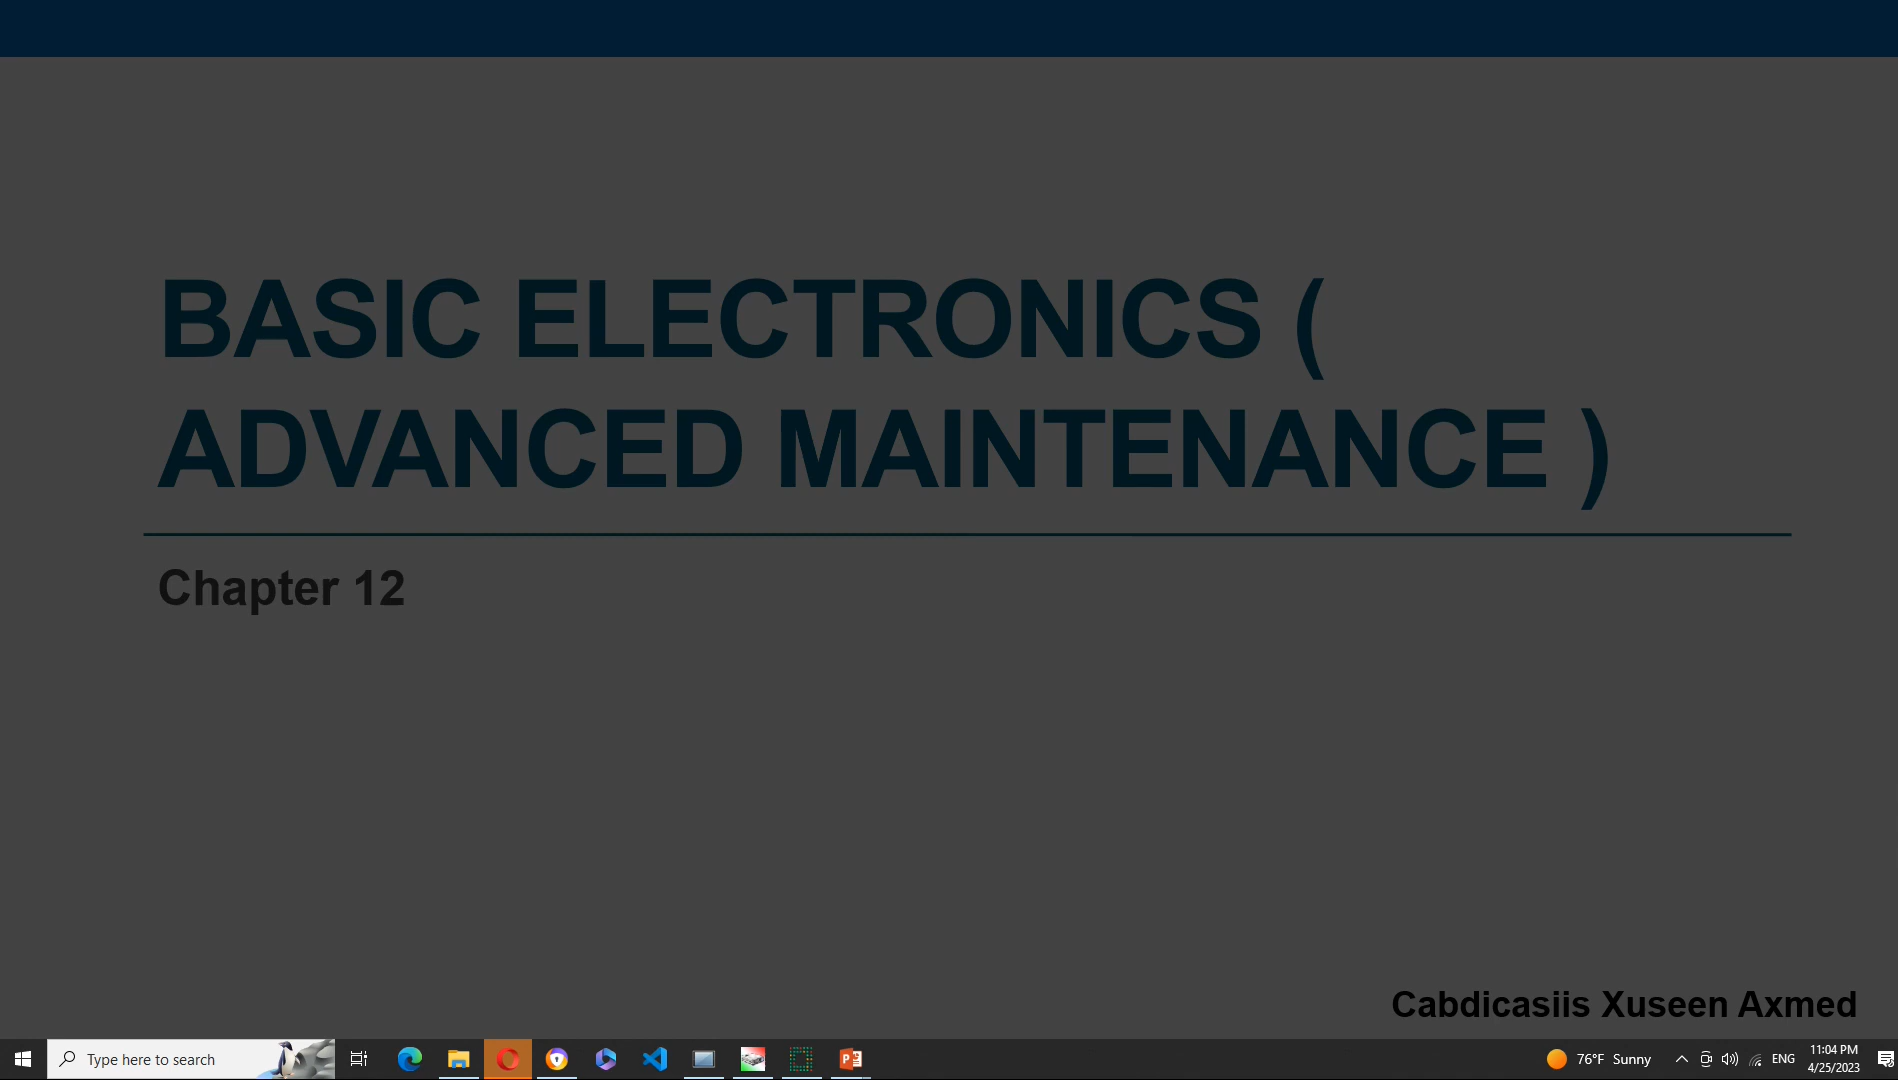 BASIC ELECTRONICS (
ADVANCED MAINTENANCE )
Chapter 12
Cabdicasiis Xuseen Axmed
Type here to search
76°F Sunny
ENG
11:04 PM
4/25/2023